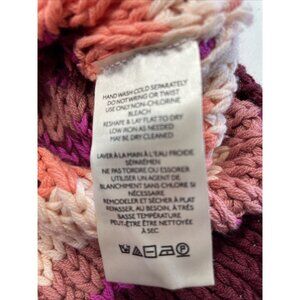 HAND WASH COLD SEPARATELY
DO NOT WRING OR TWIST
USE ONLY NON-CHLORINE
BLEACH
RESHAPE & LAY FLAT TO DRY
LOW IRON AS NEEDED
MAY BE DRY CLEANED
LAVER À LA MAIN À L'EAU FROIDE
SÉPARÉMENT
NE PAS TORDRE OU ESSORER
UTILISER UN AGENT DE
BLANCHIMENT SANS CHLORE SI
NÉCESSAIRE
REMODELER ET SÉCHER À PLAT
REPASSER, AU BESOIN, À TRÈS
BASSE TEMPÉRATURE
PEUT-ÊTRE ÊTRE NETTOYÉE
À SEC